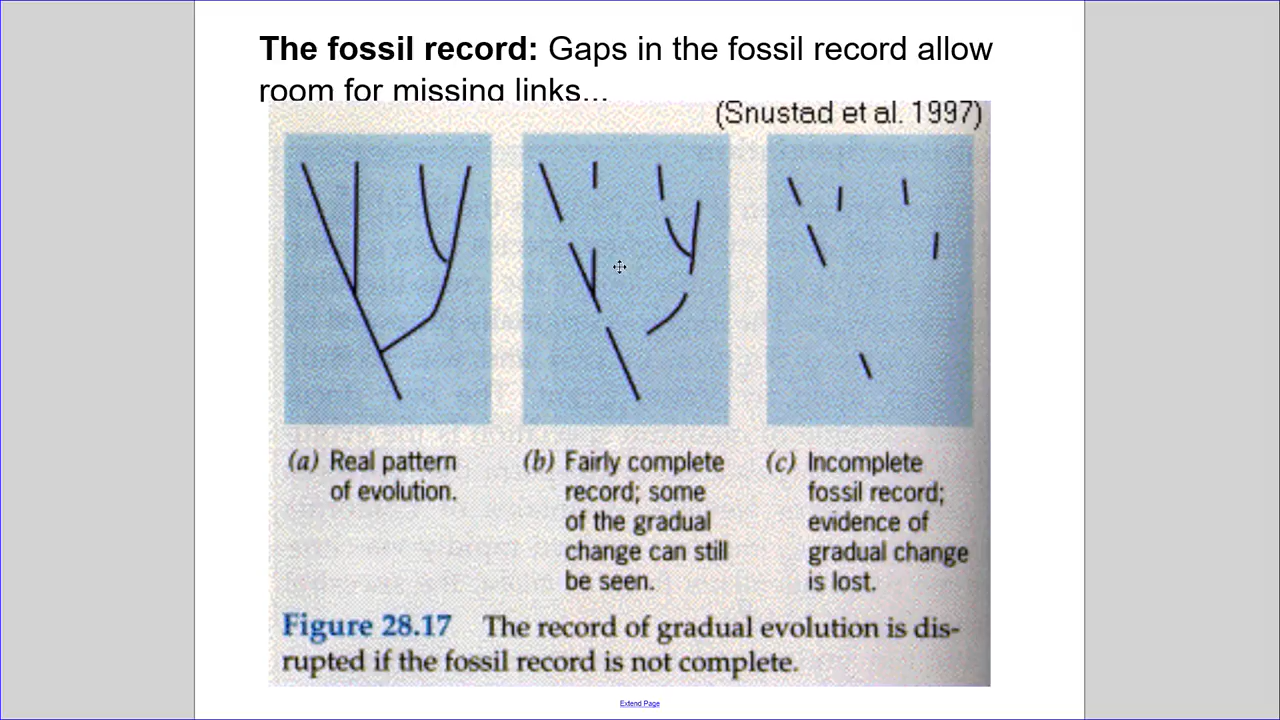 The fossil record: Gaps in the fossil record allow
room for missing links...
(Snustad et al. 1997)
(a) Real pattern
of evolution.
(b) Fairly complete
record; some
of the gradual
change can still
be seen.
(c) Incomplete
fossil record;
evidence of
gradual change
is lost.
Figure 28.17 The record of gradual evolution is dis-
rupted if the fossil record is not complete.
Extend Page